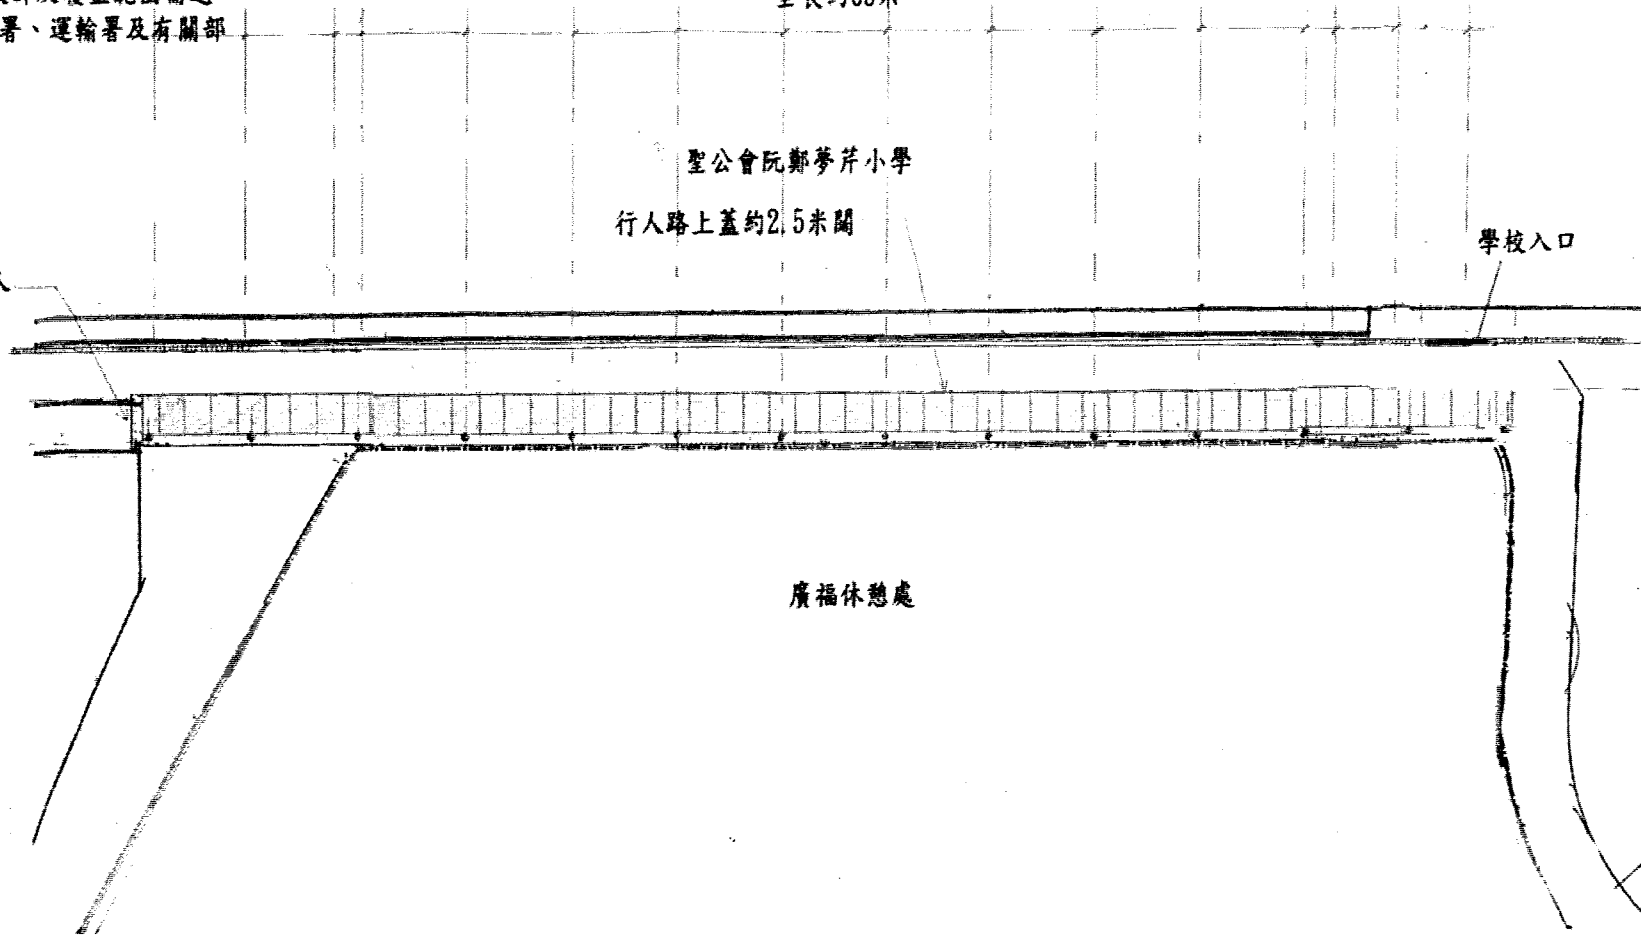 署、運輸署及有關部
聖公會阮鄭夢芹小學
行人路上蓋約2.5米闊
學校入口
廣福休憩處